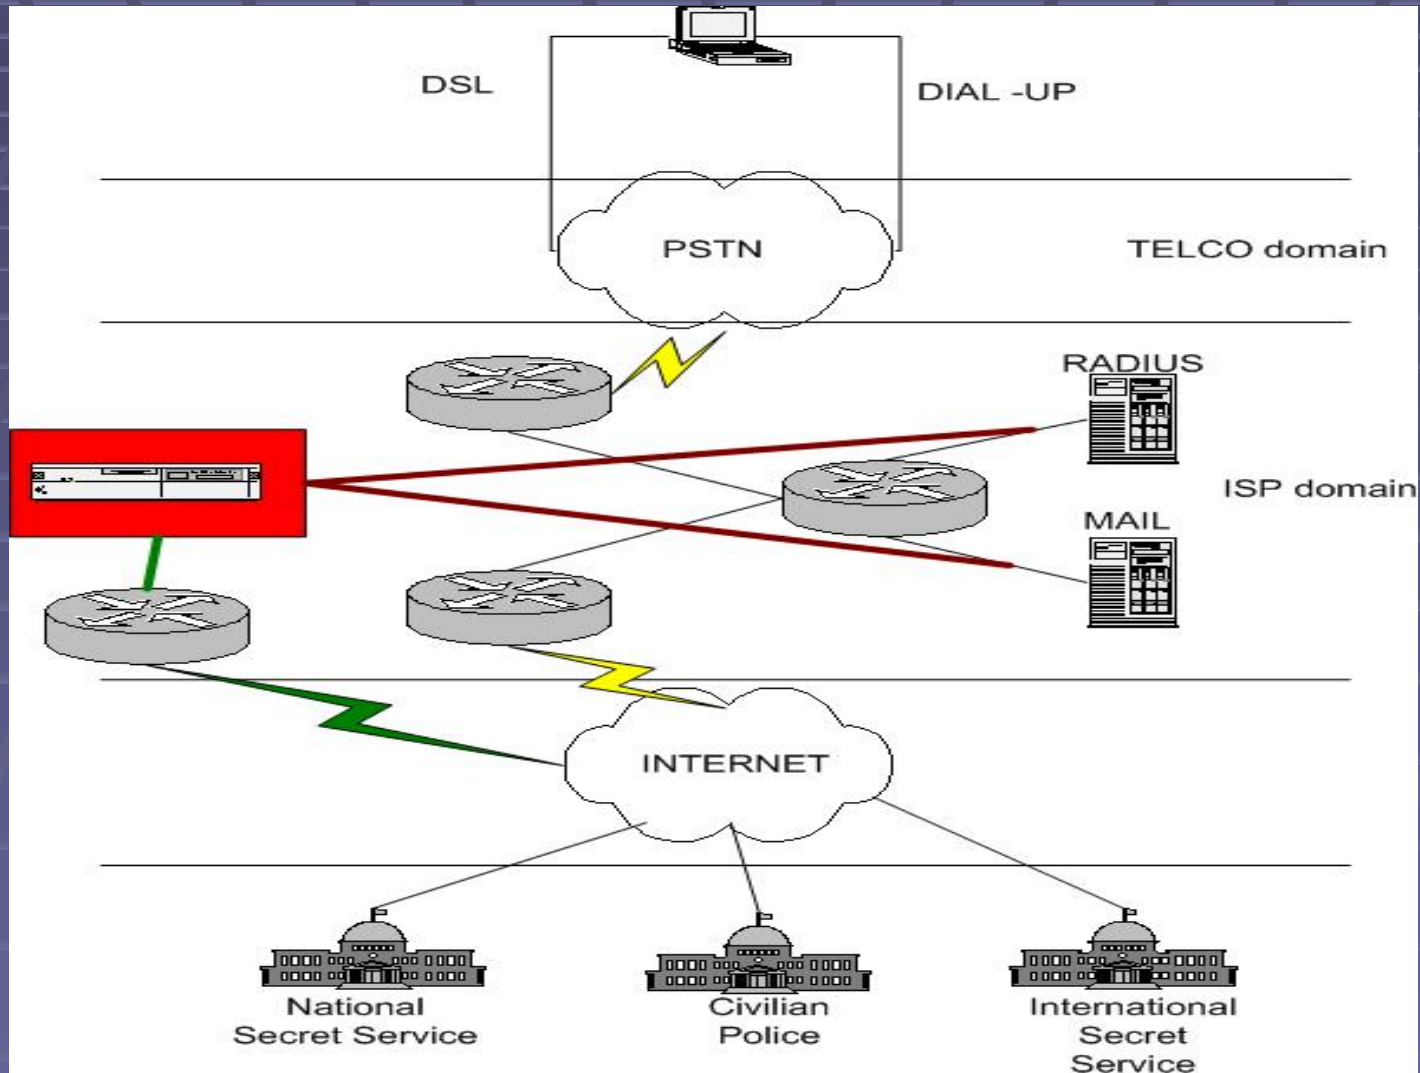 DSL
DIAL -UP
PSTN
TELCO domain
RADIUS
ISP domain
MAIL
INTERNET
National
Secret Service
Civilian
Police
International
Secret
Service